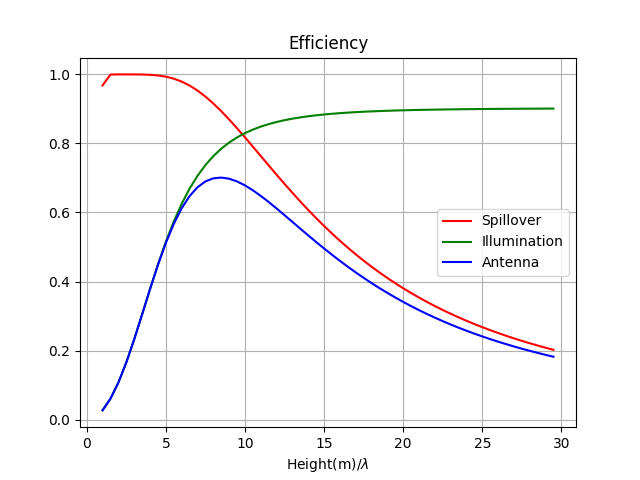 Efficiency
1.0
0.8
0.6
0.4
0.2
0.0
Spillover
Illumination
Antenna
0 5 10 15 20 25 30
Height(m)/λ